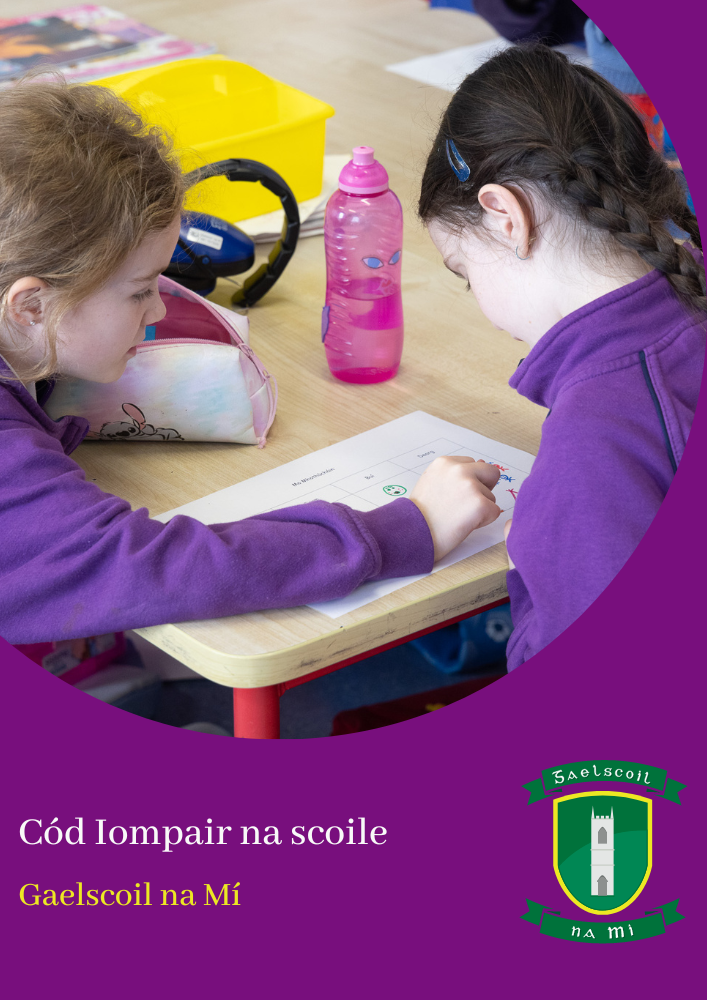 Cód Iompair na scoile
Gaelscoil na Mí
Gaelscoil
na Mí